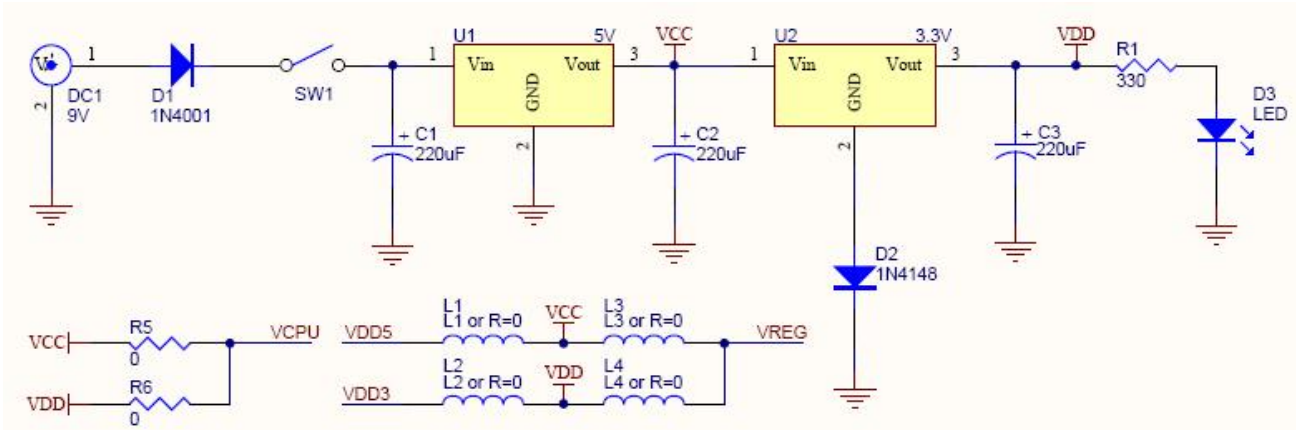 U1
5V
VCC
U2
3.3V
VDD
R1
330
1
1
Vin
Vout
3
1
Vin
Vout
3
GND
GND
D3
LED
2
DC1
9V
D1
1N4001
SW1
+ C1
220uF
2
+ C2
220uF
2
+ C3
220uF
D2
1N4148
VCC
R5
0
VCPU
VDD5
L1
L1 or R=0
VCC
L3
L3 or R=0
VREG
VDD
R6
0
VDD3
L2
L2 or R=0
VDD
L4
L4 or R=0